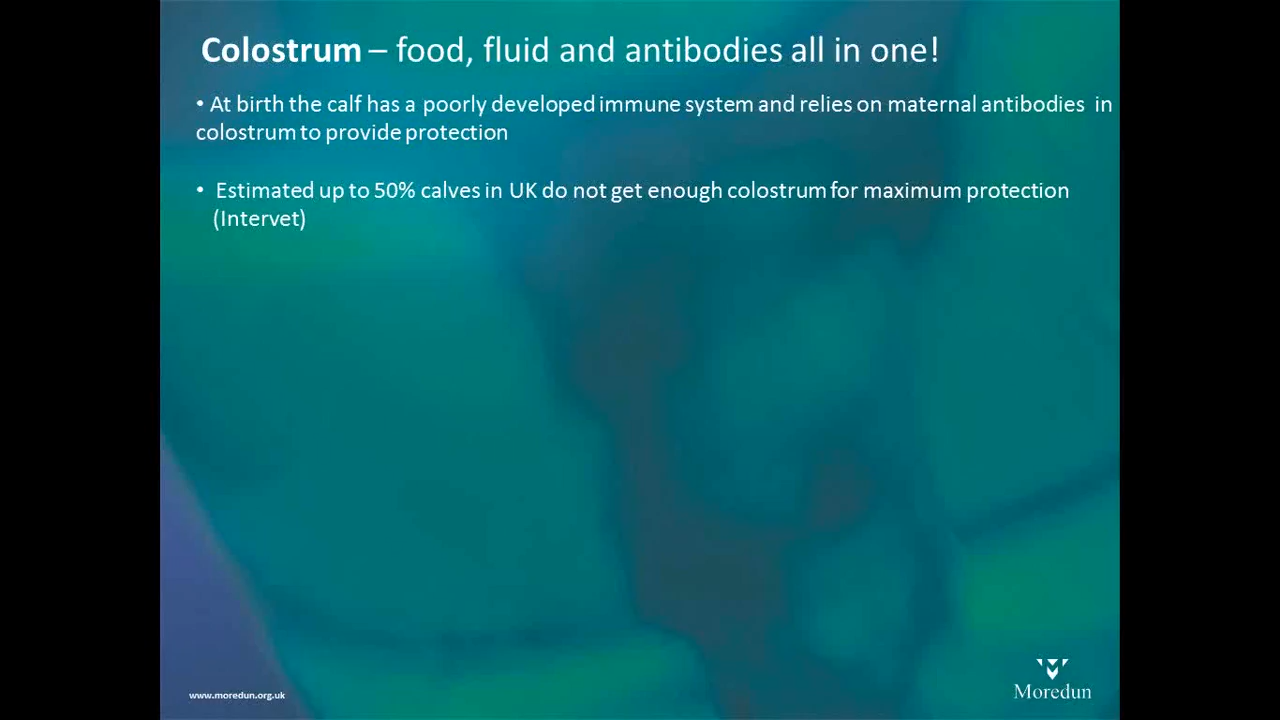 Colostrum – food, fluid and antibodies all in one!
• At birth the calf has a poorly developed immune system and relies on maternal antibodies in
colostrum to provide protection
• Estimated up to 50% calves in UK do not get enough colostrum for maximum protection
(Intervet)
www.moredun.org.uk
Moredun